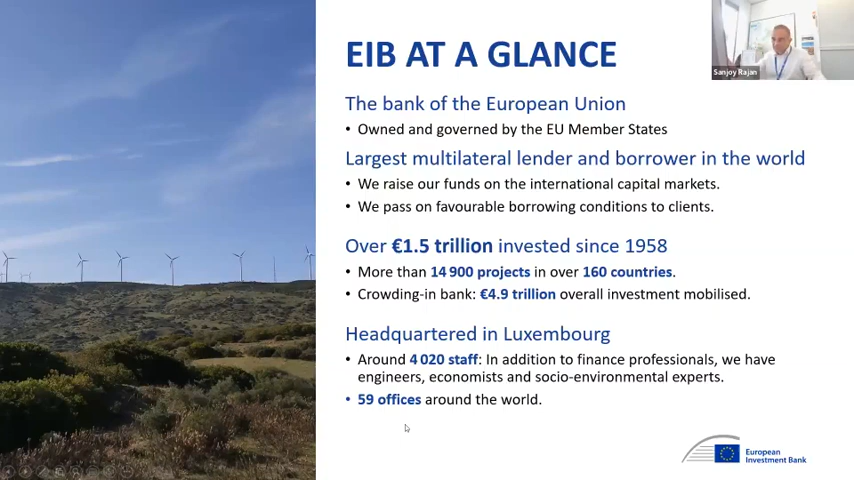 EIB AT A GLANCE
Sanjoy Rajan
The bank of the European Union
• Owned and governed by the EU Member States
Largest multilateral lender and borrower in the world
• We raise our funds on the international capital markets.
• We pass on favourable borrowing conditions to clients.
Over €1.5 trillion invested since 1958
• More than 14 900 projects in over 160 countries.
• Crowding-in bank: €4.9 trillion overall investment mobilised.
Headquartered in Luxembourg
• Around 4 020 staff: In addition to finance professionals, we have
engineers, economists and socio-environmental experts.
• 59 offices around the world.
European
Investment Bank